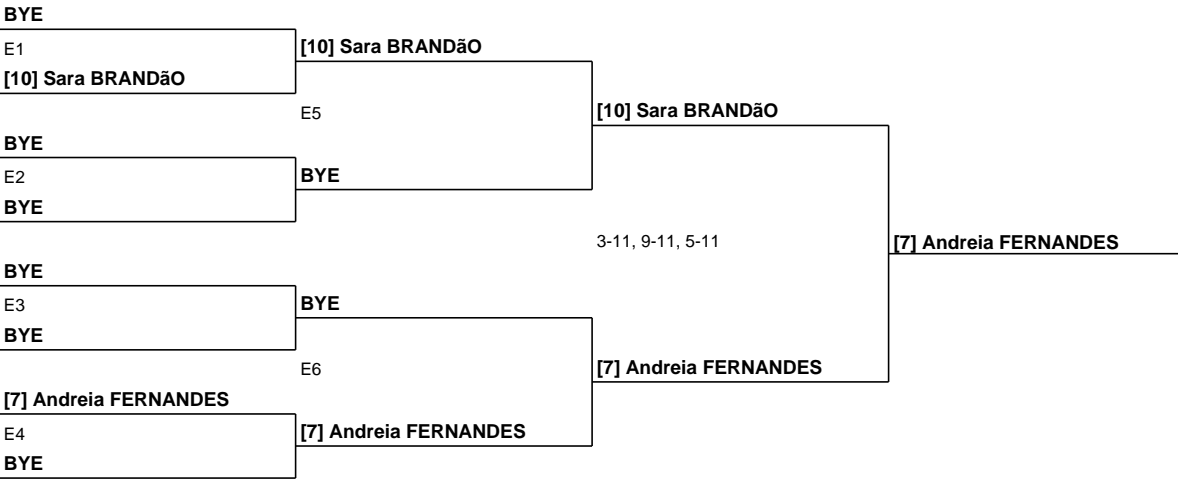 BYE
E1
[10] Sara BRANDãO
[10] Sara BRANDãO
E5
[10] Sara BRANDãO
BYE
E2
BYE
BYE
3-11, 9-11, 5-11
[7] Andreia FERNANDES
BYE
E3
BYE
BYE
E6
[7] Andreia FERNANDES
[7] Andreia FERNANDES
E4
[7] Andreia FERNANDES
BYE